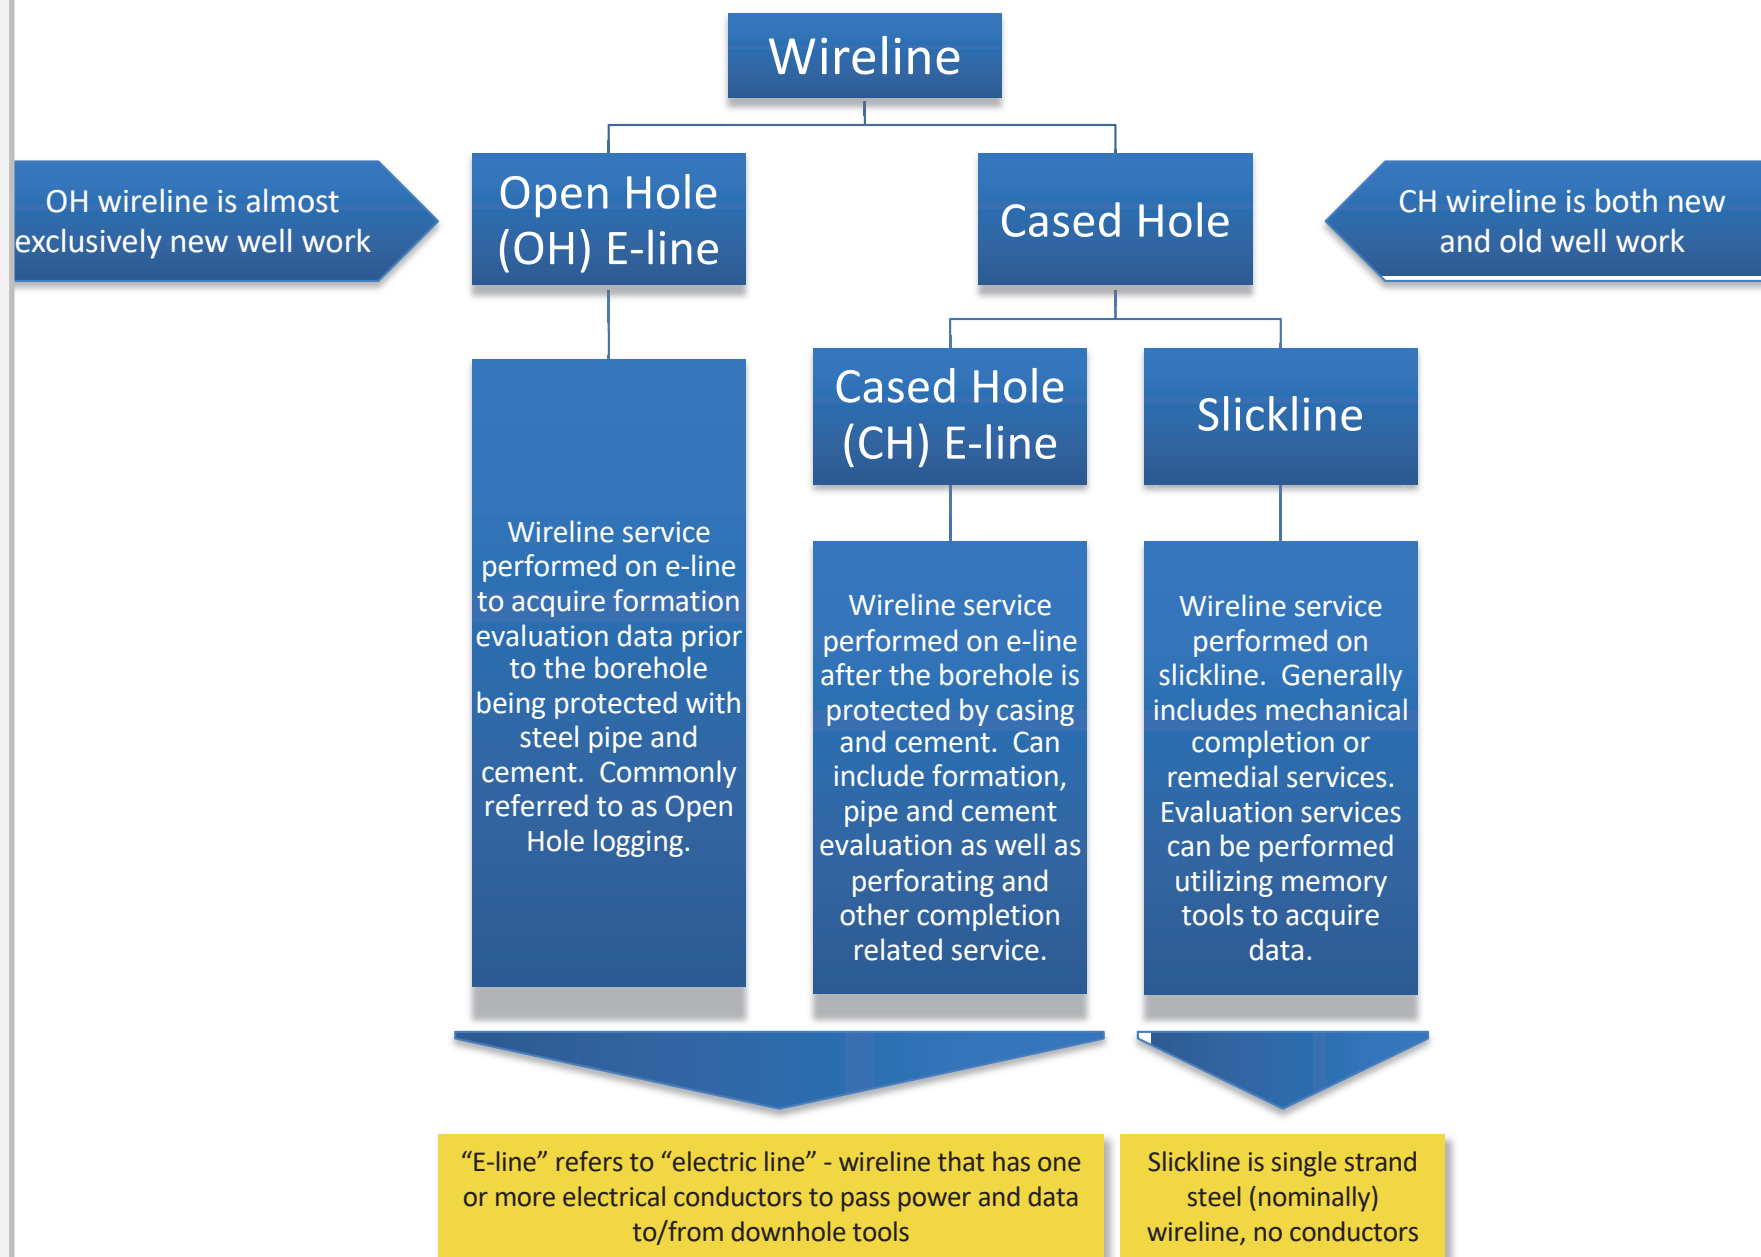 Wireline
OH wireline is almost
exclusively new well work
Open Hole
(OH) E-line
Cased Hole
CH wireline is both new
and old well work
Cased Hole
(CH) E-line
Slickline
Wireline service
performed on e-line
to acquire formation
evaluation data prior
to the borehole
being protected with
steel pipe and
cement.  Commonly
referred to as Open
Hole logging.
Wireline service
performed on e-line
after the borehole is
protected by casing
and cement.  Can
include formation,
pipe and cement
evaluation as well as
perforating and
other completion
related service.
Wireline service
performed on
slickline.  Generally
includes mechanical
completion or
remedial services.
Evaluation services
can be performed
utilizing memory
tools to acquire
data.
“E-line” refers to “electric line” - wireline that has one
or more electrical conductors to pass power and data
to/from downhole tools
Slickline is single strand
steel (nominally)
wireline, no conductors